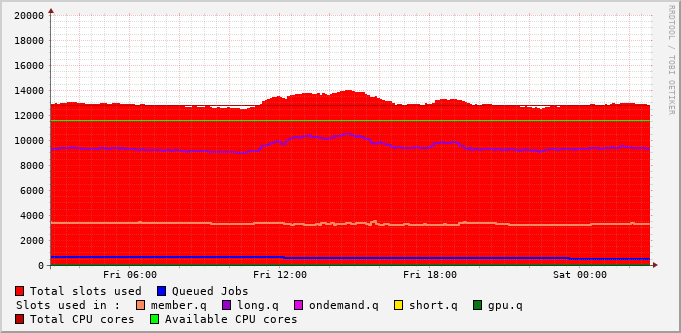 20000
18000
16000
14000
12000
10000
8000
6000
4000
2000
0
Fri 06:00 Fri 12:00 Fri 18:00 Sat 00:00
RRDTOOL / TOBI OETIKER
Total slots used Queued Jobs
Slots used in : member.q long.q ondemand.q short.q gpu.q
Total CPU cores Available CPU cores